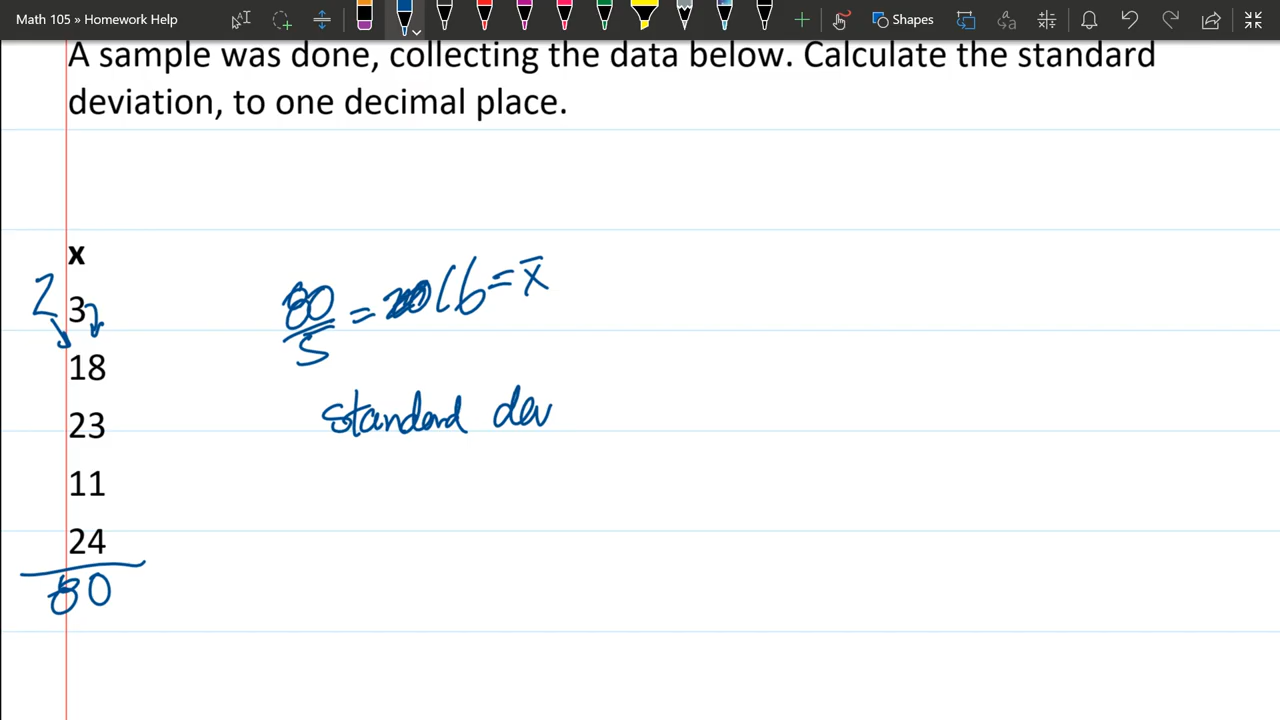 Math 105 » Homework Help
Shapes
A sample was done, collecting the data below. Calculate the standard
deviation, to one decimal place.
x
2
3
18
23
11
24
80
80/5 = 16 = x̄
standard dev